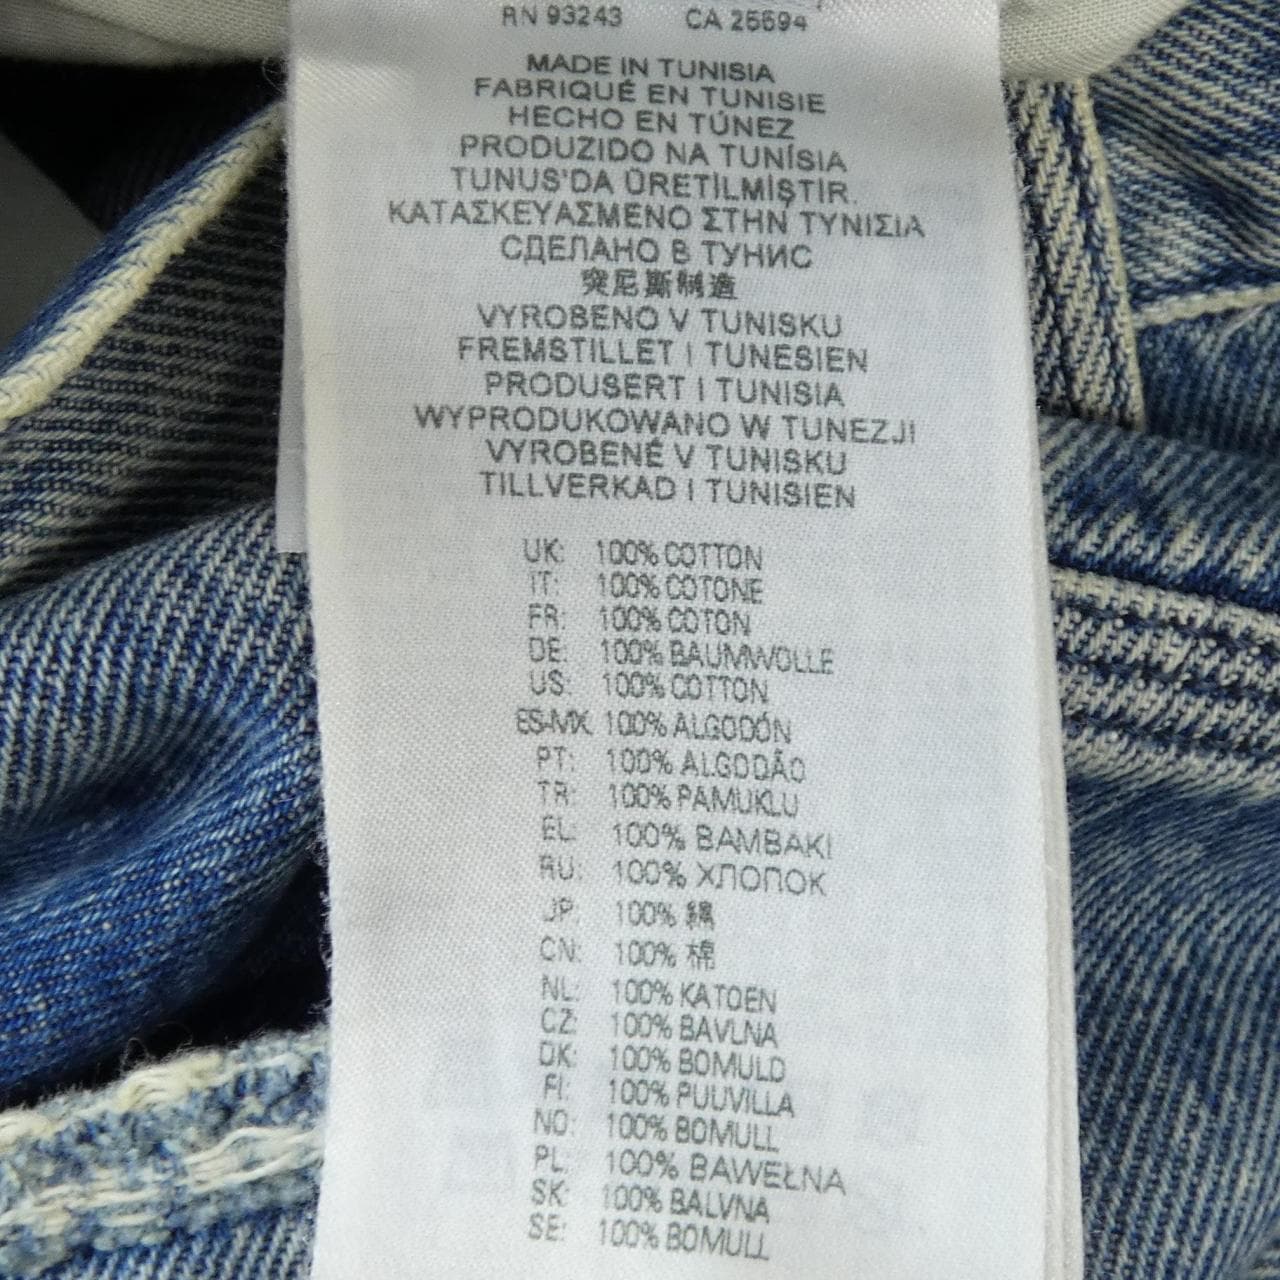 RN 93243 CA 25694
MADE IN TUNISIA
FABRIQUÉ EN TUNISIE
HECHO EN TÚNEZ
PRODUZIDO NA TUNÍSIA
TUNUS'DA ÜRETİLMİŞTİR.
ΚΑΤΑΣΚΕΥΑΣΜΕΝΟ ΣΤΗΝ ΤΥΝΙΣΙΑ
СДЕЛАНО В ТУНИС
突尼斯制造
VYROBENO V TUNISKU
FREMSTILLET I TUNESIEN
PRODUSERT I TUNISIA
WYPRODUKOWANO W TUNEZJI
VYROBENÉ V TUNISKU
TILLVERKAD I TUNISIEN
UK: 100% COTTON
IT: 100% COTONE
FR: 100% COTON
DE: 100% BAUMWOLLE
US: 100% COTTON
ES-MX: 100% ALGODÓN
PT: 100% ALGODÃO
TR: 100% PAMUKLU
EL: 100% ΒΑΜΒΑΚΙ
RU: 100% ХЛОПОК
JP: 100% 綿
CN: 100% 棉
NL: 100% KATOEN
CZ: 100% BAVLNA
DK: 100% BOMULD
FI: 100% PUUVILLA
NO: 100% BOMULL
PL: 100% BAWEŁNA
SK: 100% BALVNA
SE: 100% BOMULL